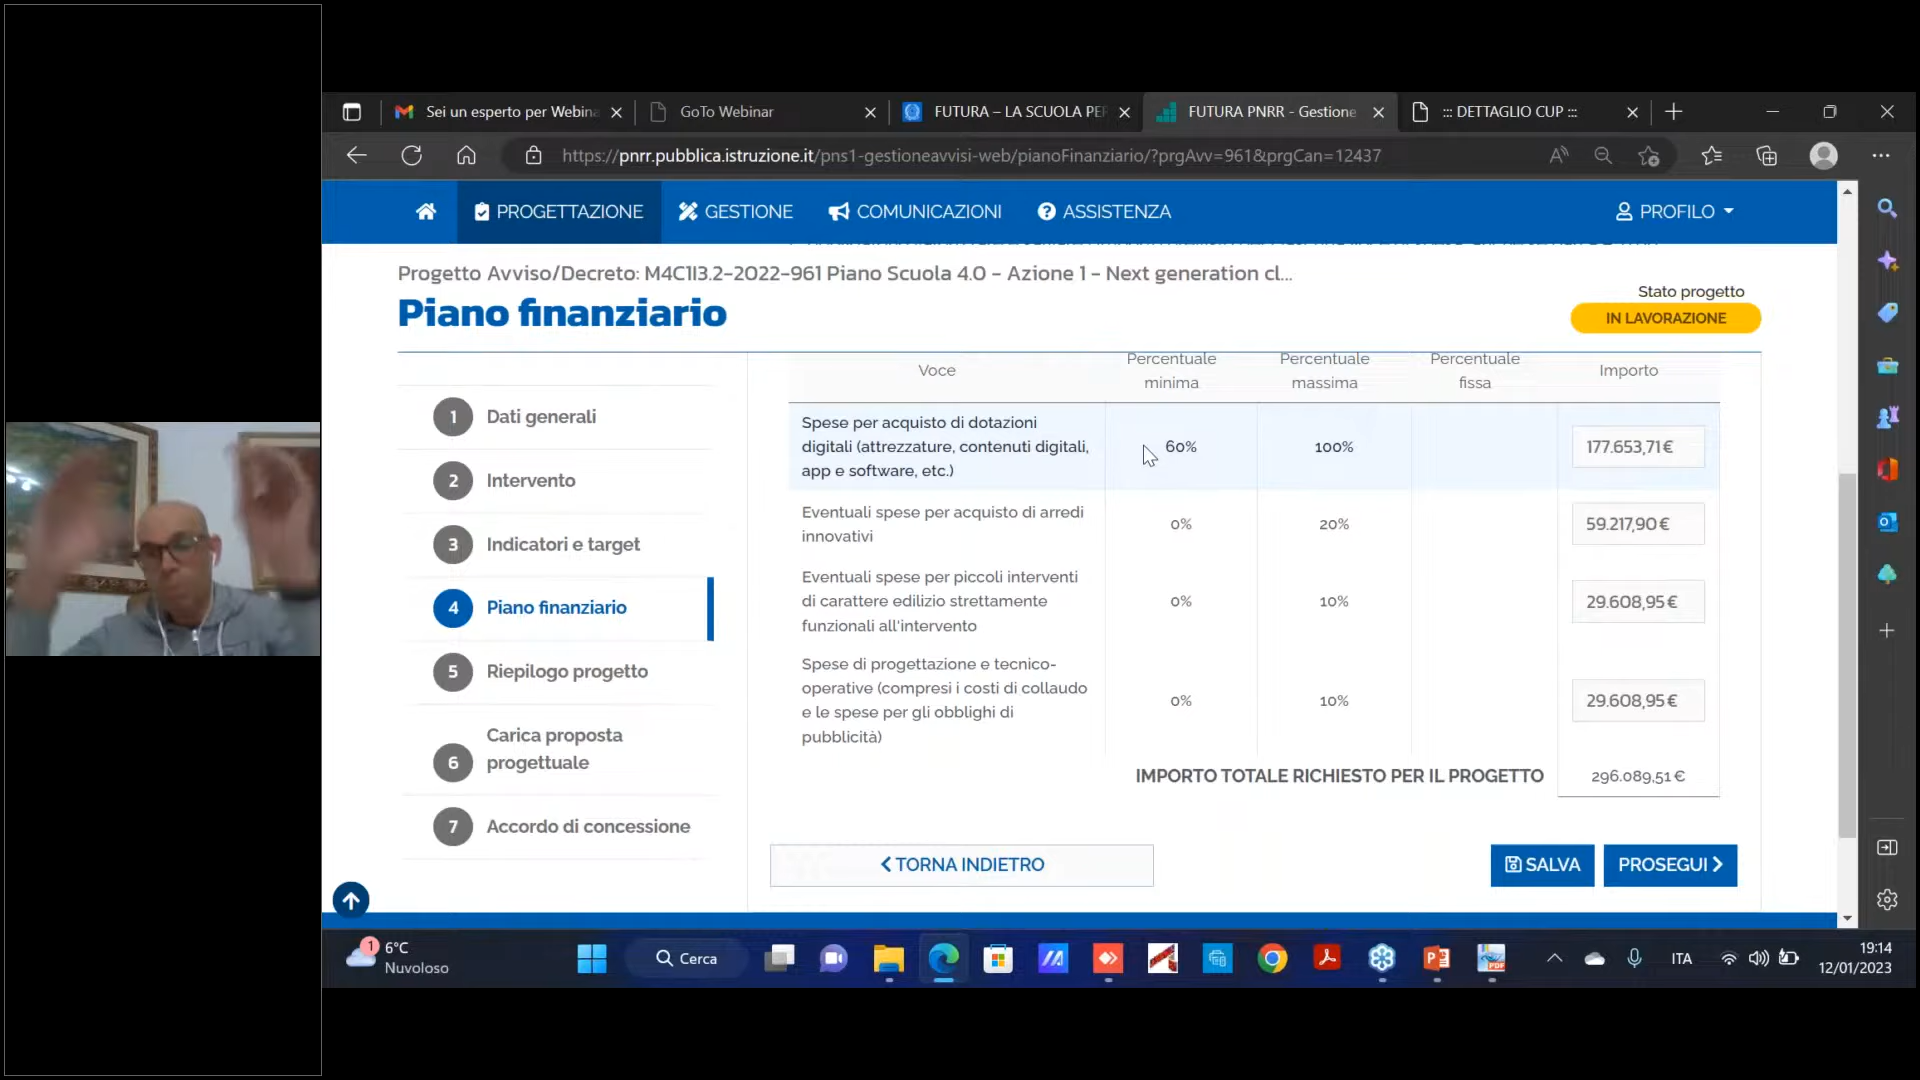 Sei un esperto per Webina
GoTo Webinar
FUTURA – LA SCUOLA PER
FUTURA PNRR - Gestione
::: DETTAGLIO CUP :::
https://pnrr.pubblica.istruzione.it/pns1-gestioneavvisi-web/pianoFinanziario/?prgAvv=961&prgCan=12437
PROGETTAZIONE
GESTIONE
COMUNICAZIONI
ASSISTENZA
PROFILO
Progetto Avviso/Decreto: M4C1I3.2-2022-961 Piano Scuola 4.0 - Azione 1 - Next generation cl...
Piano finanziario
Stato progetto
IN LAVORAZIONE
1 Dati generali
2 Intervento
3 Indicatori e target
4 Piano finanziario
5 Riepilogo progetto
6 Carica proposta
progettuale
7 Accordo di concessione
Voce
Percentuale
minima
Percentuale
massima
Percentuale
fissa
Importo
Spese per acquisto di dotazioni
digitali (attrezzature, contenuti digitali,
app e software, etc.)
60%
100%
177.653,71€
Eventuali spese per acquisto di arredi
innovativi
0%
20%
59.217,90€
Eventuali spese per piccoli interventi
di carattere edilizio strettamente
funzionali all'intervento
0%
10%
29.608,95€
Spese di progettazione e tecnico-
operative (compresi i costi di collaudo
e le spese per gli obblighi di
pubblicità)
0%
10%
29.608,95€
IMPORTO TOTALE RICHIESTO PER IL PROGETTO
296.089,51€
TORNA INDIETRO
SALVA
PROSEGUI
1
6°C
Nuvoloso
Cerca
ITA
19:14
12/01/2023